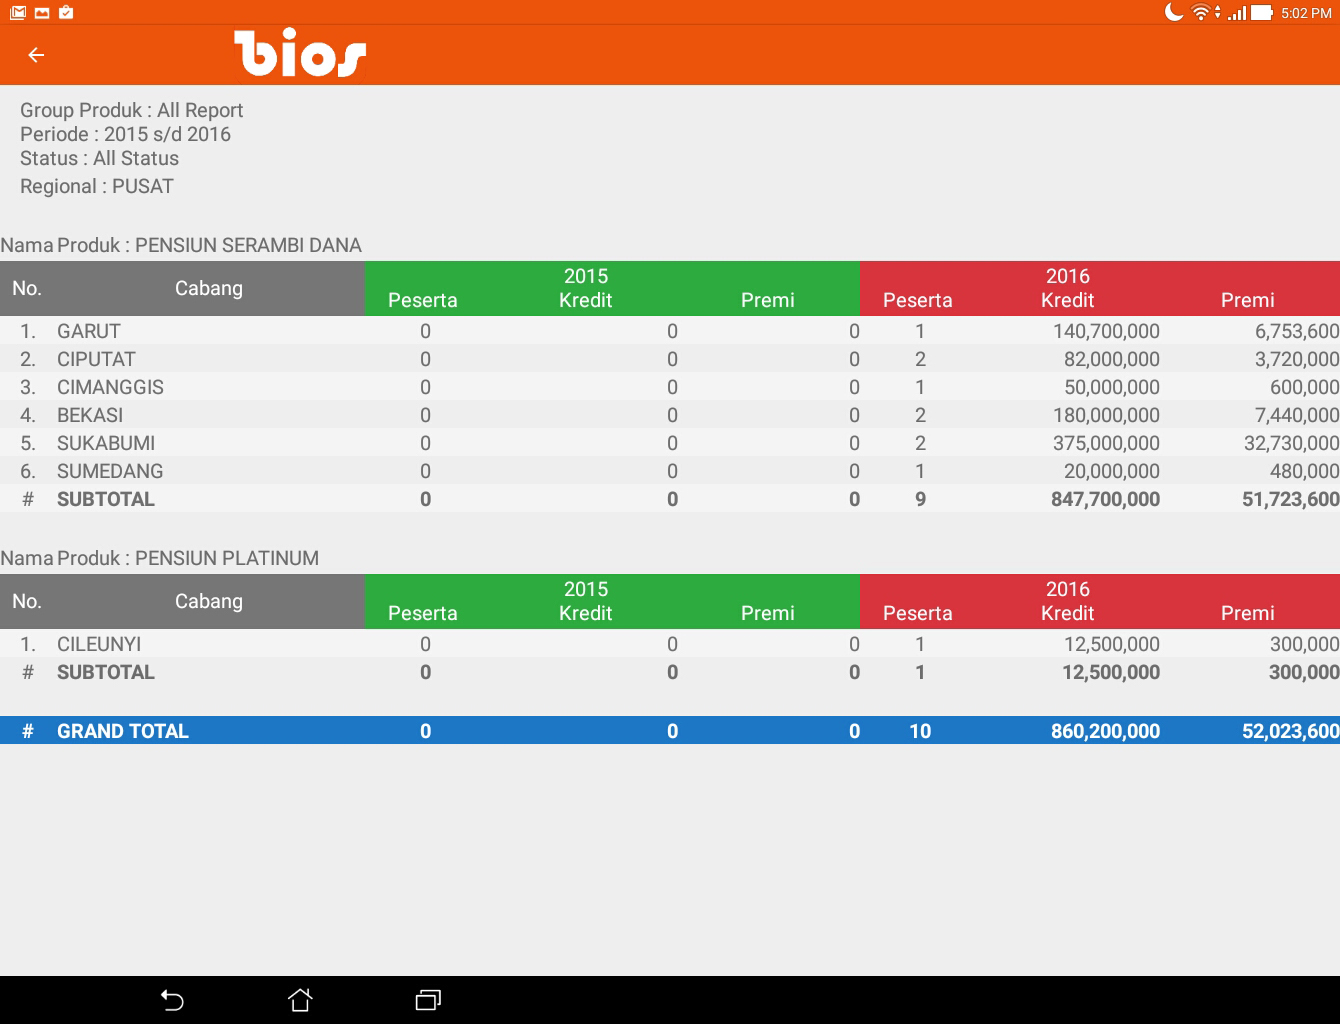 5:02 PM
bios
Group Produk : All Report
Periode : 2015 s/d 2016
Status : All Status
Regional : PUSAT
Nama Produk : PENSIUN SERAMBI DANA
No. Cabang 2015 2016
Peserta Kredit Premi Peserta Kredit Premi
1. GARUT 0 0 0 1 140,700,000 6,753,600
2. CIPUTAT 0 0 0 2 82,000,000 3,720,000
3. CIMANGGIS 0 0 0 1 50,000,000 600,000
4. BEKASI 0 0 0 2 180,000,000 7,440,000
5. SUKABUMI 0 0 0 2 375,000,000 32,730,000
6. SUMEDANG 0 0 0 1 20,000,000 480,000
# SUBTOTAL 0 0 0 9 847,700,000 51,723,600
Nama Produk : PENSIUN PLATINUM
No. Cabang 2015 2016
Peserta Kredit Premi Peserta Kredit Premi
1. CILEUNYI 0 0 0 1 12,500,000 300,000
# SUBTOTAL 0 0 0 1 12,500,000 300,000
# GRAND TOTAL 0 0 0 10 860,200,000 52,023,600